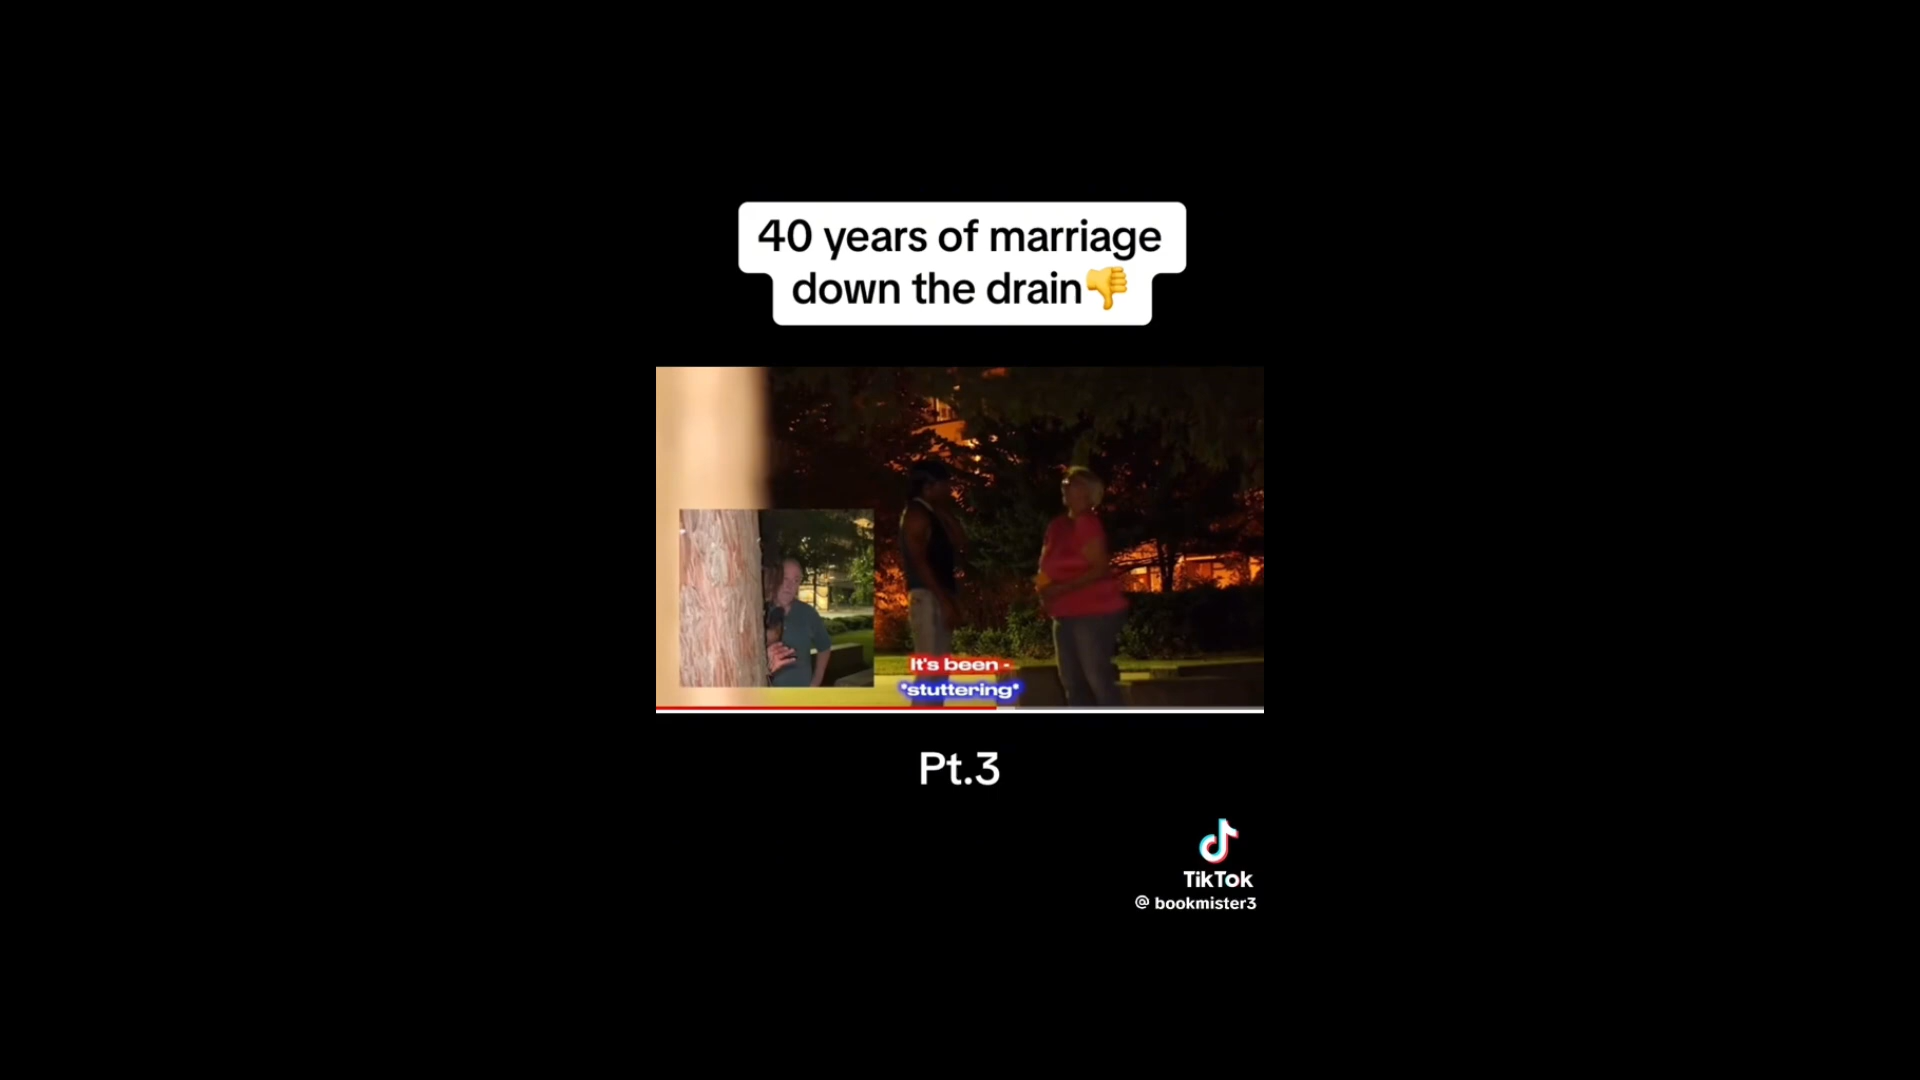 40 years of marriage
down the drain👎
It's been -
*stuttering*
Pt.3
TikTok
@ bookmister3